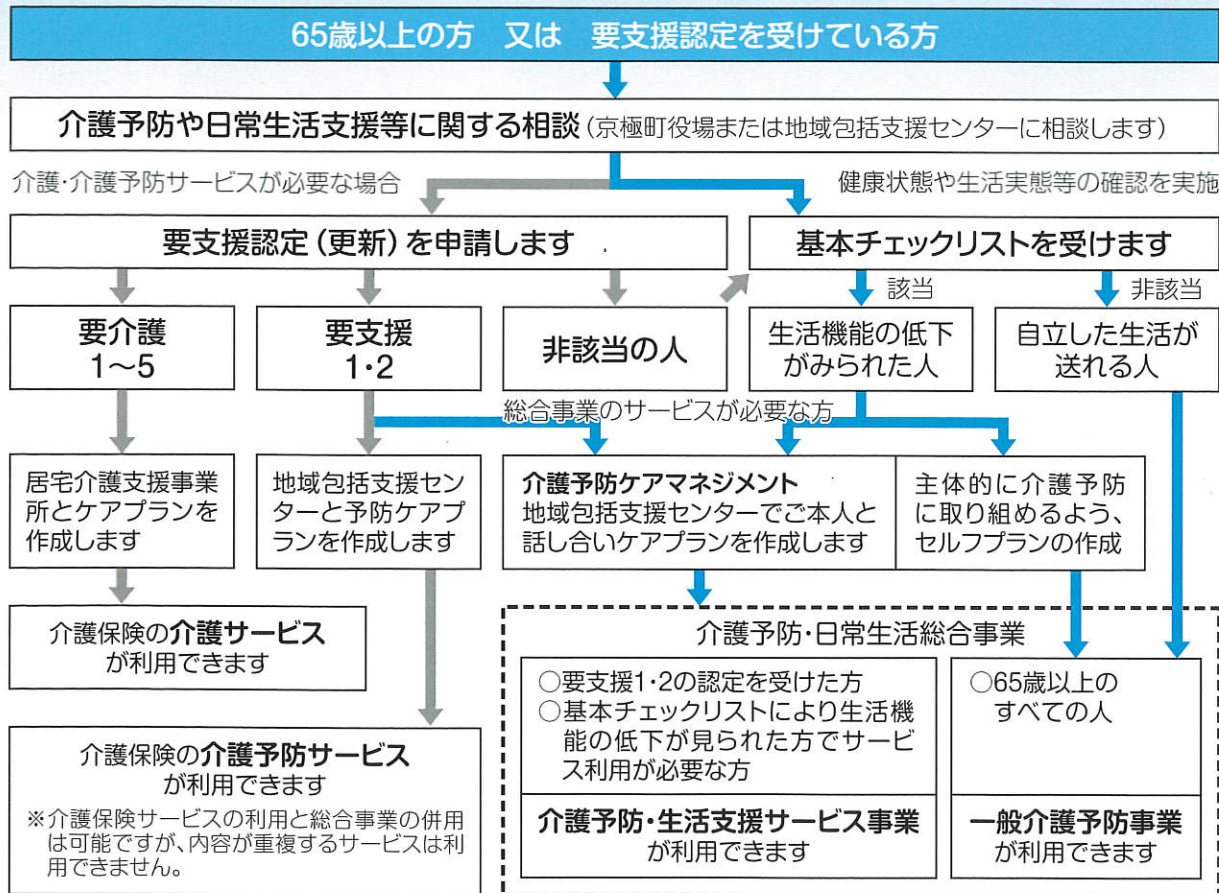 65歳以上の方　又は　要支援認定を受けている方
介護予防や日常生活支援等に関する相談(京極町役場または地域包括支援センターに相談します)
介護・介護予防サービスが必要な場合
健康状態や生活実態等の確認を実施
要支援認定(更新)を申請します
基本チェックリストを受けます
該当
非該当
要介護
1〜5
要支援
1・2
非該当の人
生活機能の低下
がみられた人
自立した生活が
送れる人
総合事業のサービスが必要な方
居宅介護支援事業
所とケアプランを
作成します
地域包括支援セン
ターと予防ケアプ
ランを作成します
介護予防ケアマネジメント
地域包括支援センターでご本人と
話し合いケアプランを作成します
主体的に介護予防
に取り組めるよう、
セルフプランの作成
介護保険の介護サービス
が利用できます
介護保険の介護予防サービス
が利用できます
※介護保険サービスの利用と総合事業の併用
は可能ですが、内容が重複するサービスは利
用できません。
介護予防・日常生活総合事業
○要支援1・2の認定を受けた方
○基本チェックリストにより生活機
能の低下が見られた方でサービ
ス利用が必要な方
介護予防・生活支援サービス事業
が利用できます
○65歳以上の
すべての人
一般介護予防事業
が利用できます